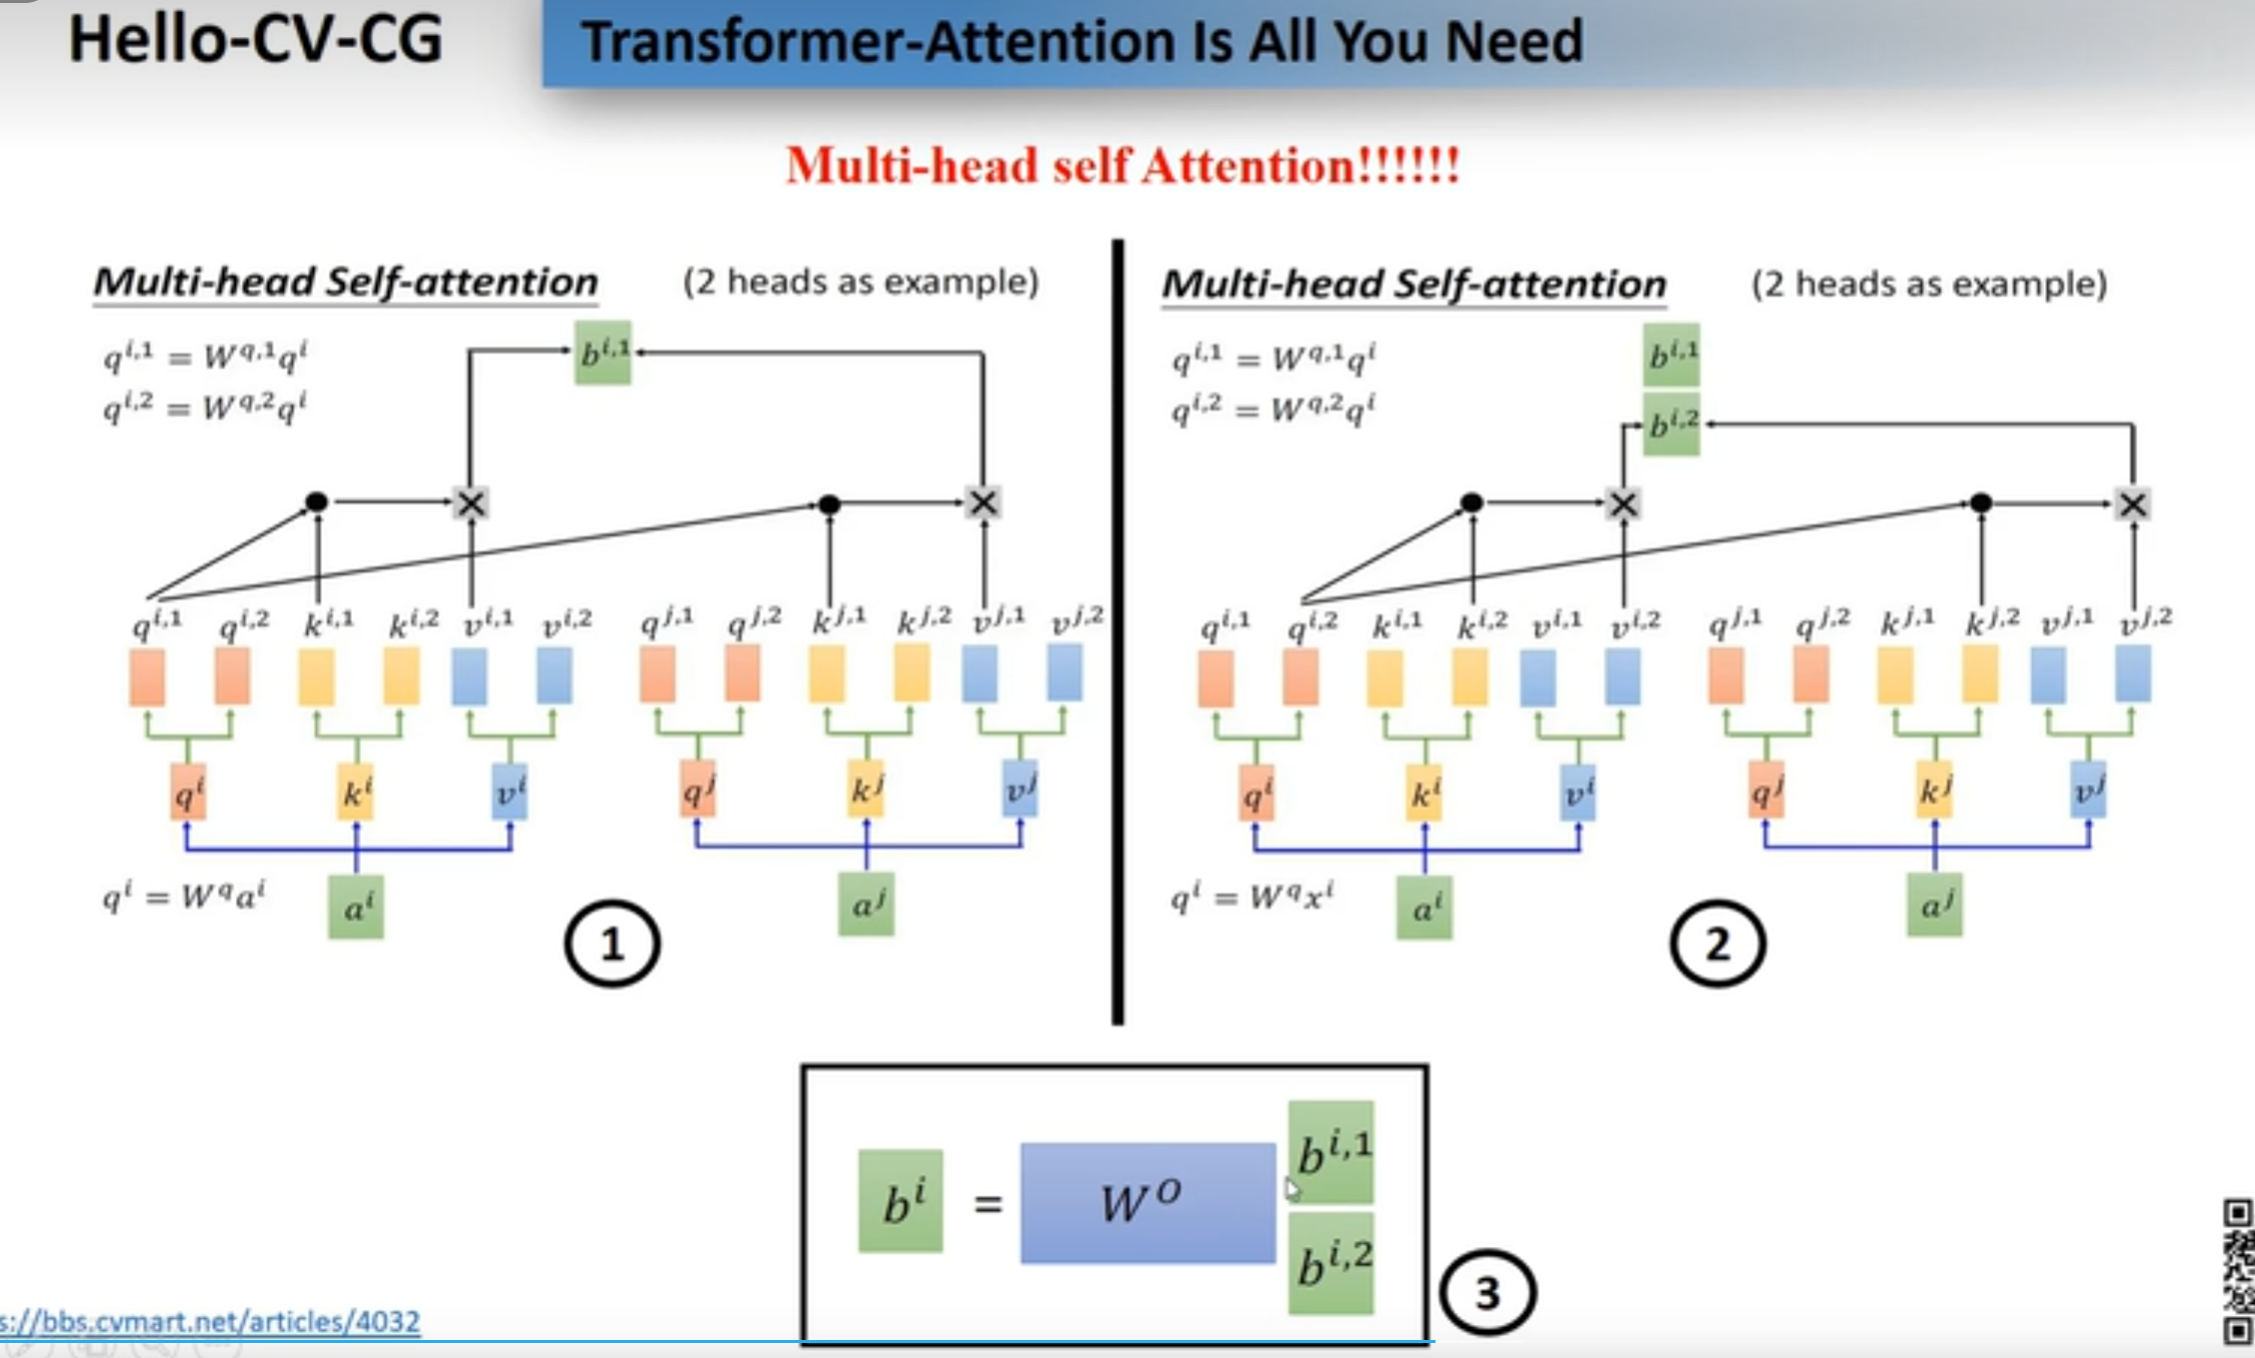 Hello-CV-CG
Transformer-Attention Is All You Need
Multi-head self Attention!!!!!!
Multi-head Self-attention (2 heads as example)
q^{i,1} = W^{q,1}q^i
q^{i,2} = W^{q,2}q^i
b^{i,1}
q^{i,1} q^{i,2} k^{i,1} k^{i,2} v^{i,1} v^{i,2} q^{j,1} q^{j,2} k^{j,1} k^{j,2} v^{j,1} v^{j,2}
q^i k^i v^i q^j k^j v^j
q^i = W^q a^i
a^i a^j
1
Multi-head Self-attention (2 heads as example)
q^{i,1} = W^{q,1}q^i
q^{i,2} = W^{q,2}q^i
b^{i,1}
b^{i,2}
q^{i,1} q^{i,2} k^{i,1} k^{i,2} v^{i,1} v^{i,2} q^{j,1} q^{j,2} k^{j,1} k^{j,2} v^{j,1} v^{j,2}
q^i k^i v^i q^j k^j v^j
q^i = W^q x^i
a^i a^j
2
b^i = W^O b^{i,1}
b^{i,2}
3
s://bbs.cvmart.net/articles/4032